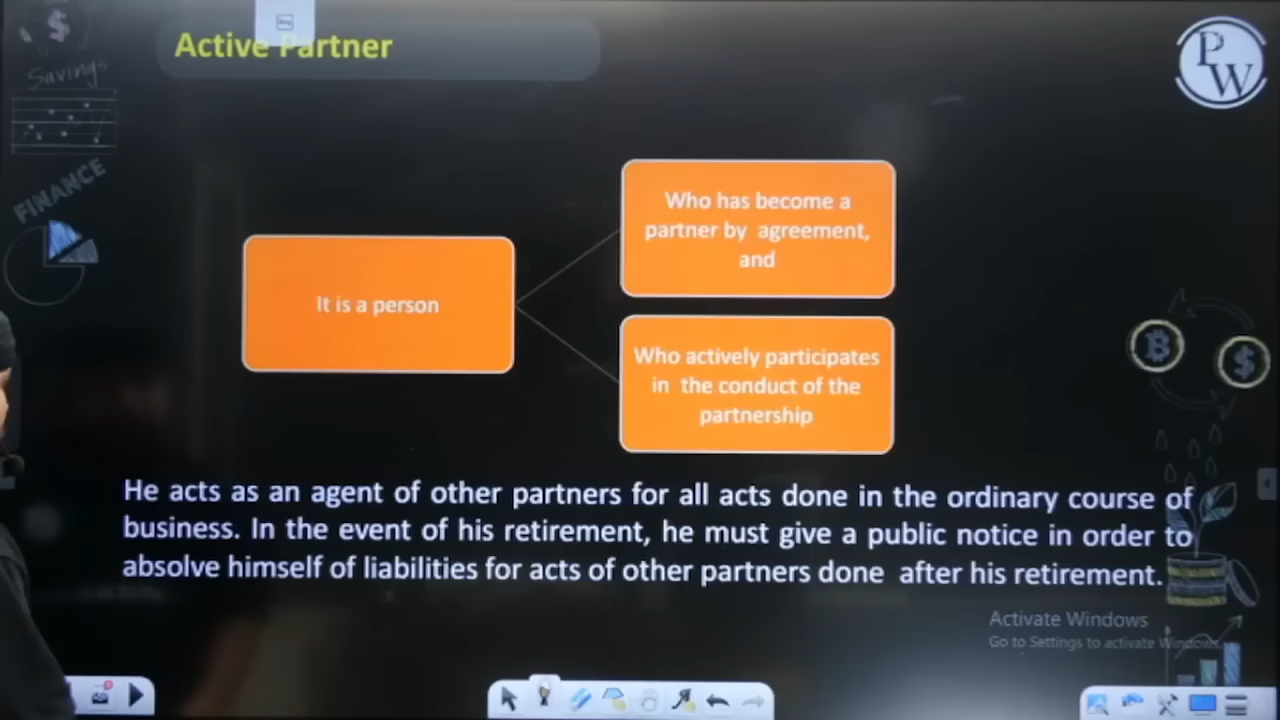 Active Partner
Savings
FINANCE
P
W
It is a person
Who has become a
partner by agreement,
and
Who actively participates
in the conduct of the
partnership
He acts as an agent of other partners for all acts done in the ordinary course of
business. In the event of his retirement, he must give a public notice in order to
absolve himself of liabilities for acts of other partners done after his retirement.
Activate Windows
Go to Settings to activate Windows.